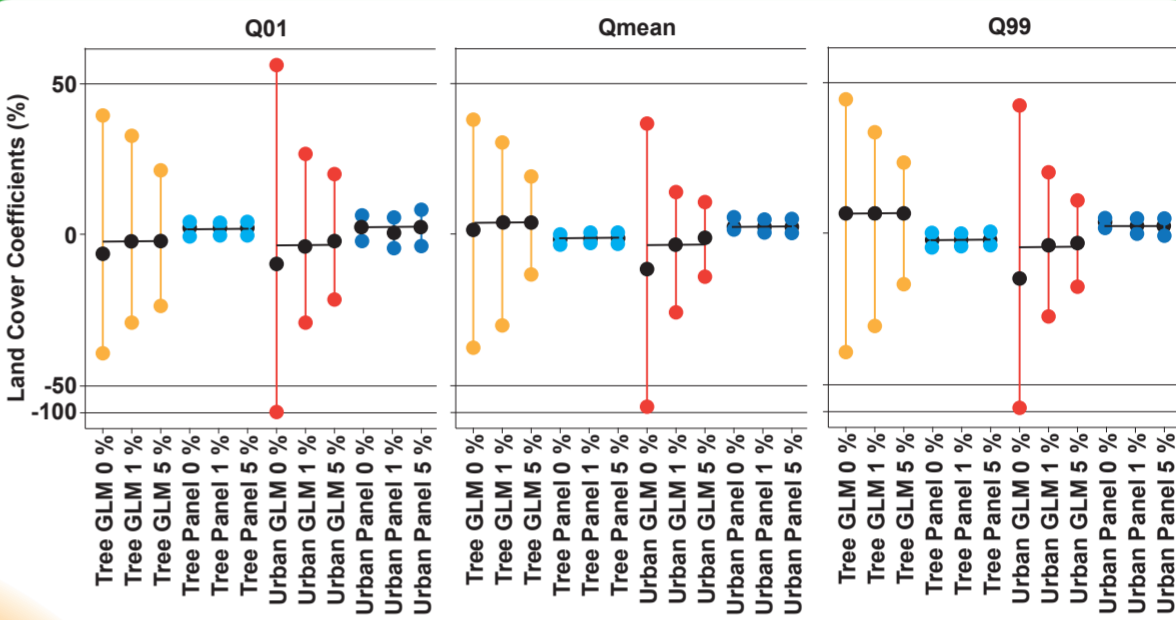 Q01
Qmean
Q99
Land Cover Coefficients (%)
50
0
-50
-100
Tree GLM 0 %
Tree GLM 1 %
Tree GLM 5 %
Tree Panel 0 %
Tree Panel 1 %
Tree Panel 5 %
Urban GLM 0 %
Urban GLM 1 %
Urban GLM 5 %
Urban Panel 0 %
Urban Panel 1 %
Urban Panel 5 %
Tree GLM 0 %
Tree GLM 1 %
Tree GLM 5 %
Tree Panel 0 %
Tree Panel 1 %
Tree Panel 5 %
Urban GLM 0 %
Urban GLM 1 %
Urban GLM 5 %
Urban Panel 0 %
Urban Panel 1 %
Urban Panel 5 %
Tree GLM 0 %
Tree GLM 1 %
Tree GLM 5 %
Tree Panel 0 %
Tree Panel 1 %
Tree Panel 5 %
Urban GLM 0 %
Urban GLM 1 %
Urban GLM 5 %
Urban Panel 0 %
Urban Panel 1 %
Urban Panel 5 %